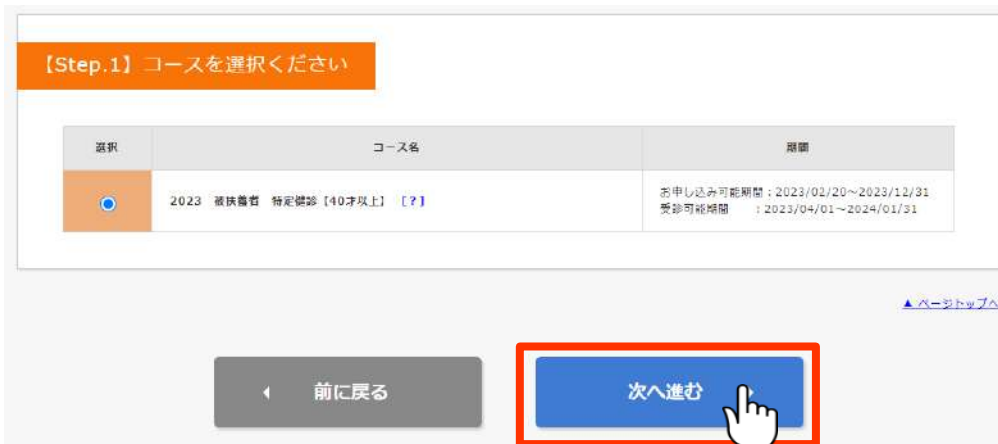 【Step.1】コースを選択ください
選択 コース名 期間
2023 被扶養者 特定健診【40才以上】 [?]
お申し込み可能期間:2023/02/20～2023/12/31
受診可能期間 :2023/04/01～2024/01/31
▲ ページトップへ
前に戻る
次へ進む